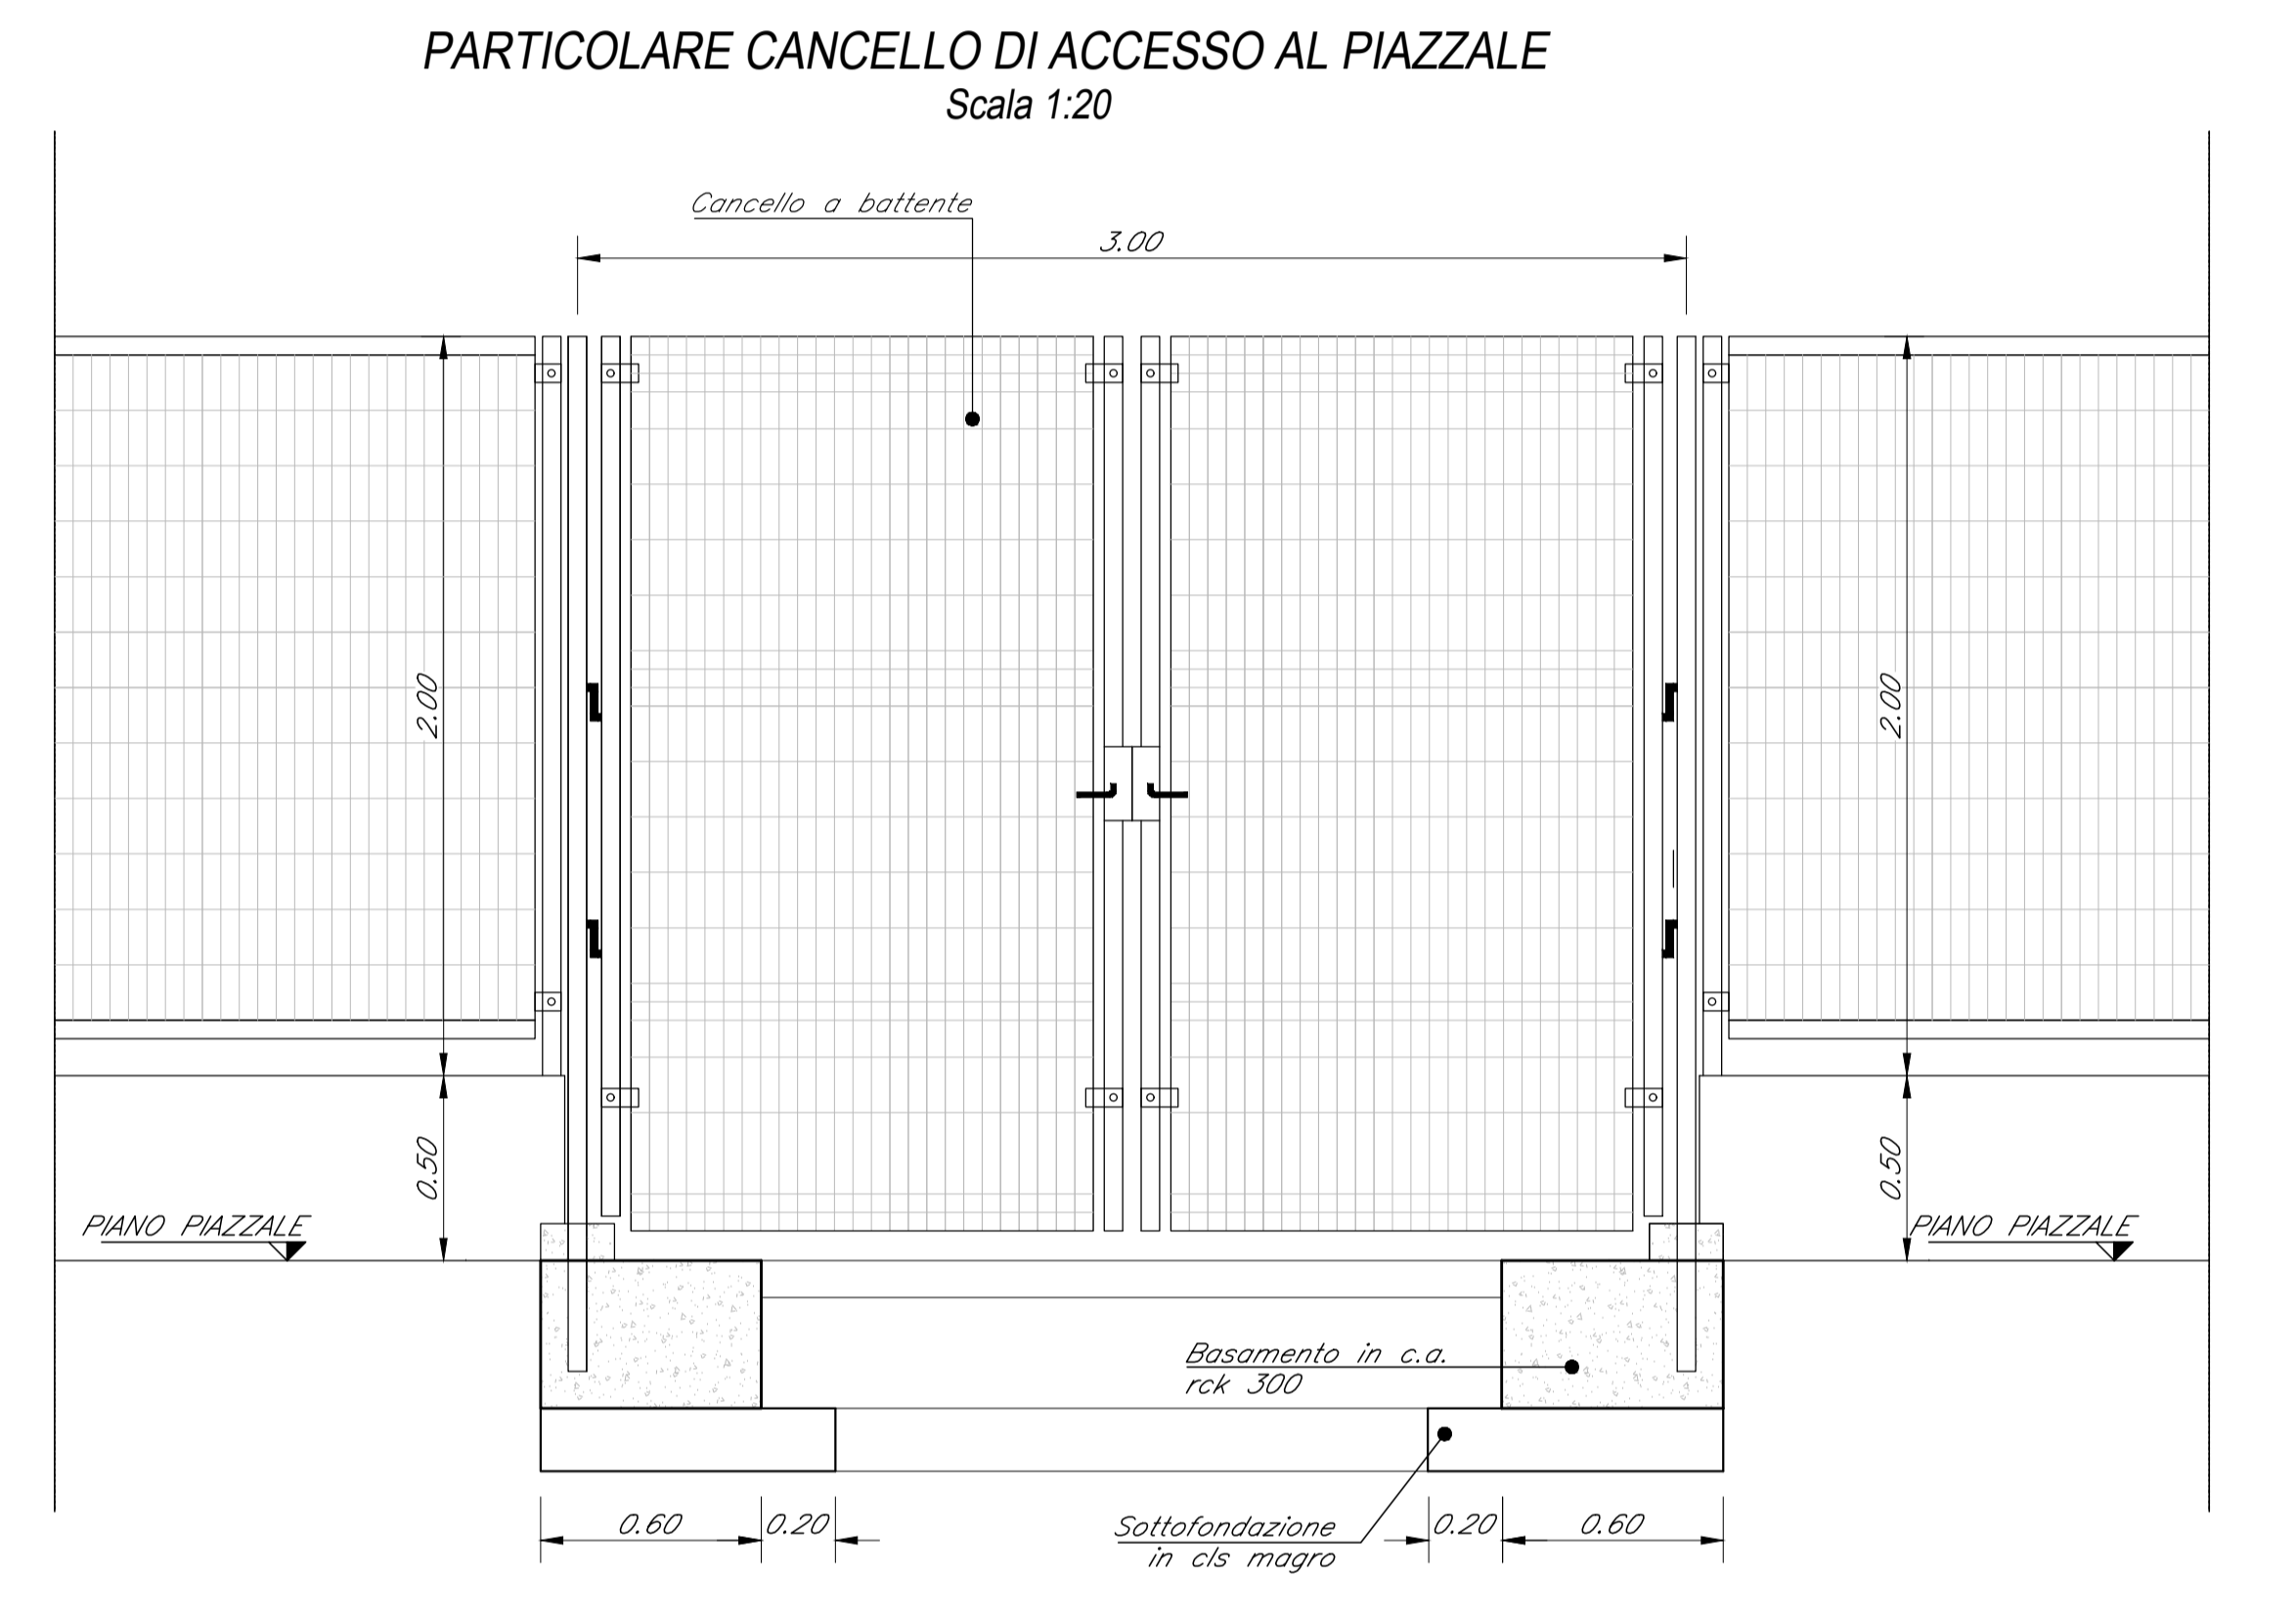 PARTICOLARE CANCELLO DI ACCESSO AL PIAZZALE
Scala 1:20
Cancello a battente
3.00
2.00
2.00
0.50
0.50
PIANO PIAZZALE
PIANO PIAZZALE
Basamento in c.a.
rck 300
0.60
0.20
Sottofondazione
in cls magro
0.20
0.60